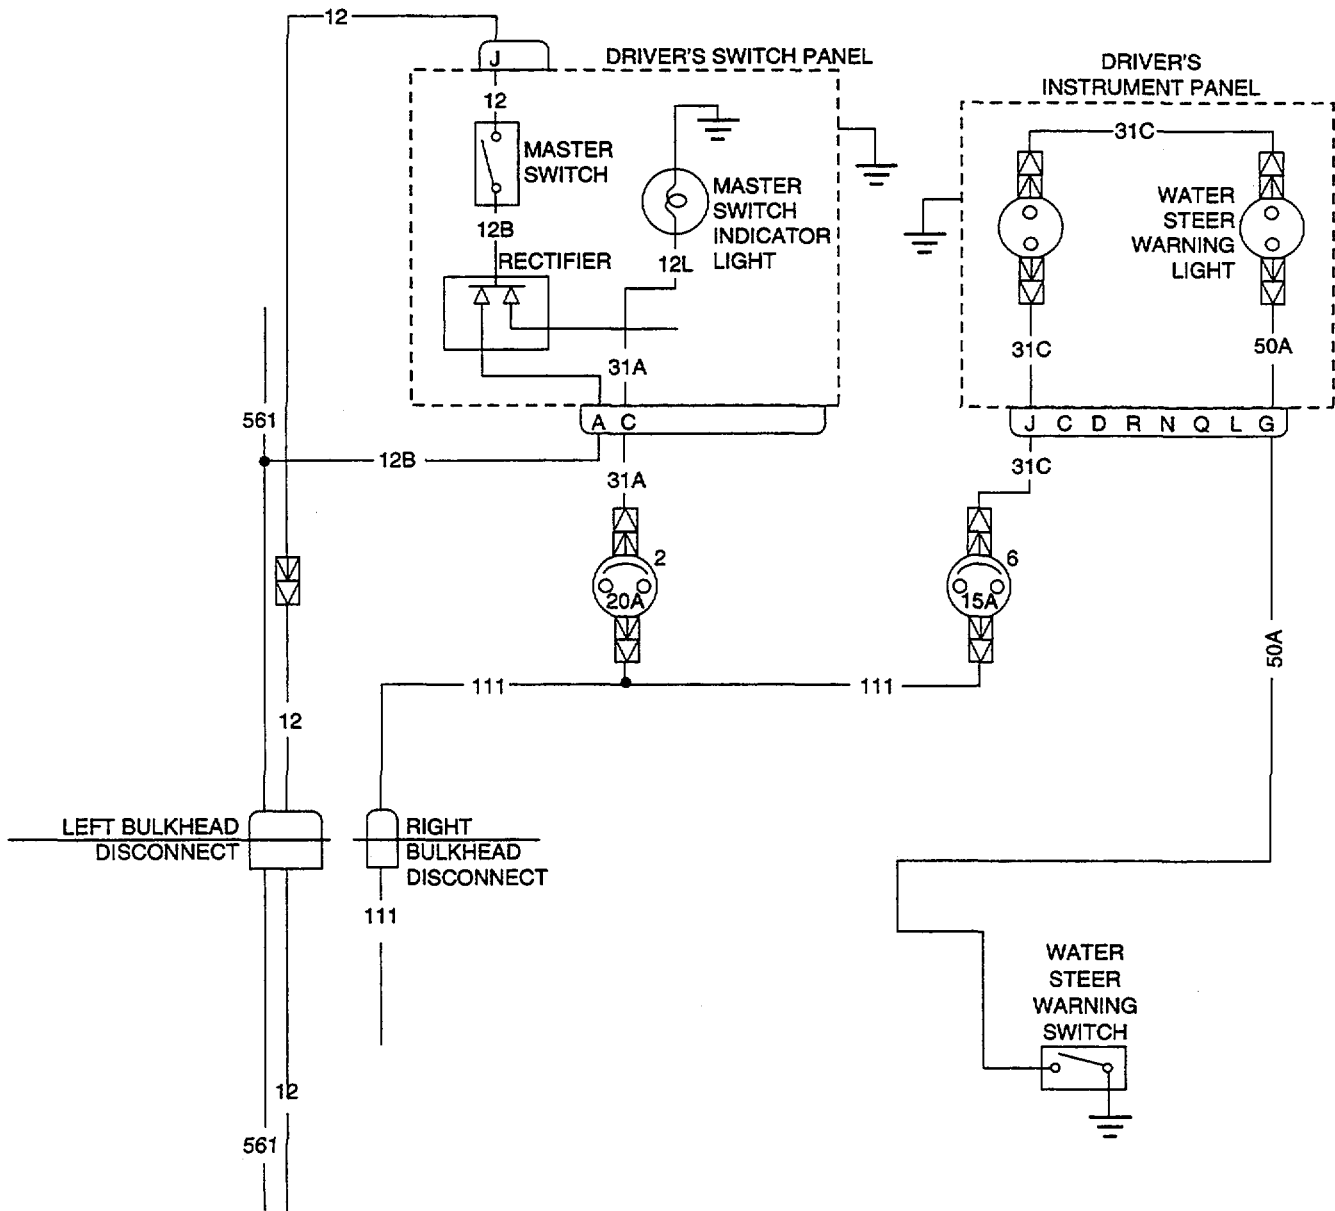 12
J
DRIVER'S SWITCH PANEL
DRIVER'S
INSTRUMENT PANEL
12
MASTER
SWITCH
12B
RECTIFIER
MASTER
SWITCH
INDICATOR
LIGHT
12L
31A
31C
WATER
STEER
WARNING
LIGHT
31C
50A
A C
J C D R N Q L G
561
12B
31A
31C
2
20A
6
15A
50A
111
111
12
LEFT BULKHEAD
DISCONNECT
RIGHT
BULKHEAD
DISCONNECT
111
WATER
STEER
WARNING
SWITCH
12
561